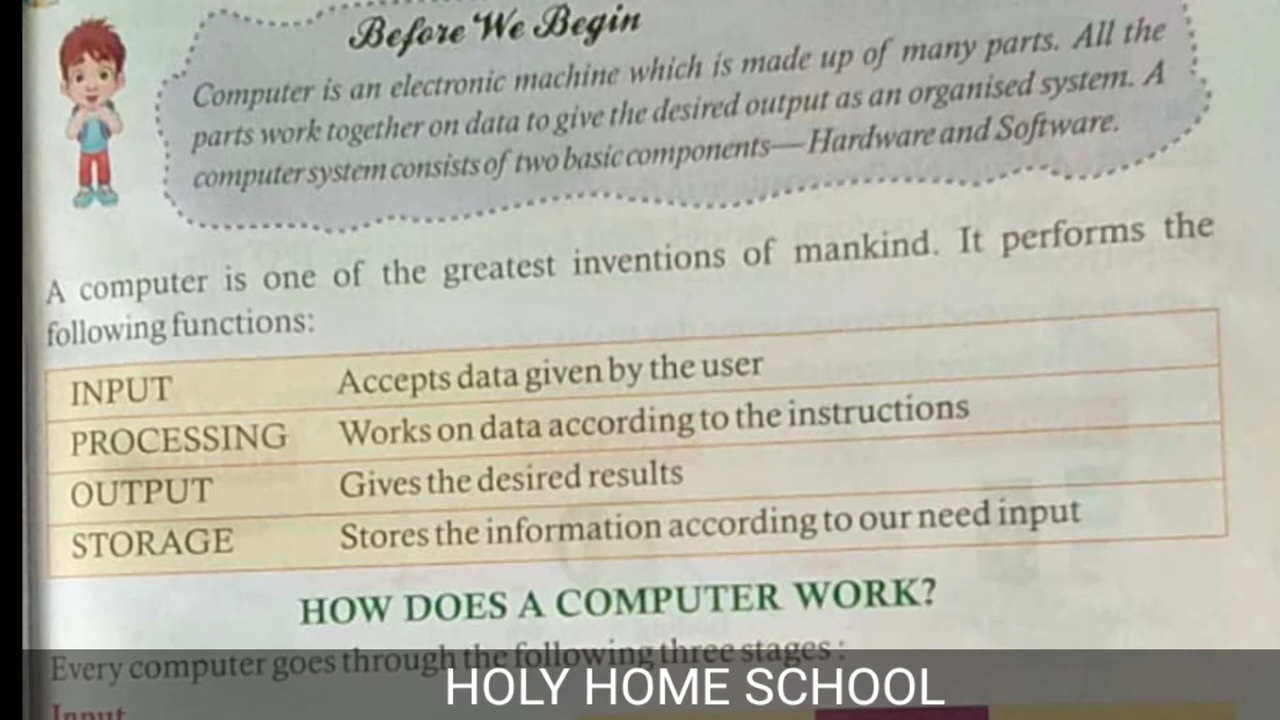 Before We Begin
Computer is an electronic machine which is made up of many parts. All the
parts work together on data to give the desired output as an organised system. A
computer system consists of two basic components—Hardware and Software.
A computer is one of the greatest inventions of mankind. It performs the
following functions:
INPUT Accepts data given by the user
PROCESSING Works on data according to the instructions
OUTPUT Gives the desired results
STORAGE Stores the information according to our need input
HOW DOES A COMPUTER WORK?
Every computer goes through the following three stages :
HOLY HOME SCHOOL
Input